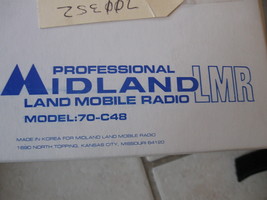 700352
PROFESSIONAL
MIDLAND LMR
LAND MOBILE RADIO
MODEL:70-C48
MADE IN KOREA FOR MIDLAND LAND MOBILE RADIO
1690 NORTH TOPPING, KANSAS CITY, MISSOURI 64120